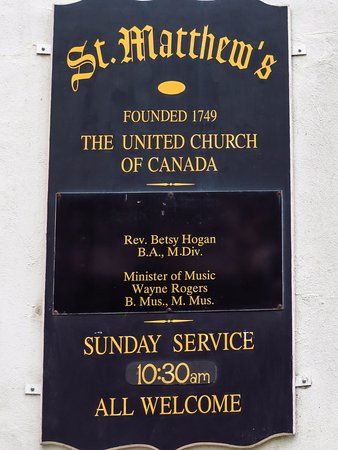 St. Matthew's
FOUNDED 1749
THE UNITED CHURCH
OF CANADA
Rev. Betsy Hogan
B.A., M.Div.
Minister of Music
Wayne Rogers
B. Mus., M. Mus.
SUNDAY SERVICE
10:30am
ALL WELCOME